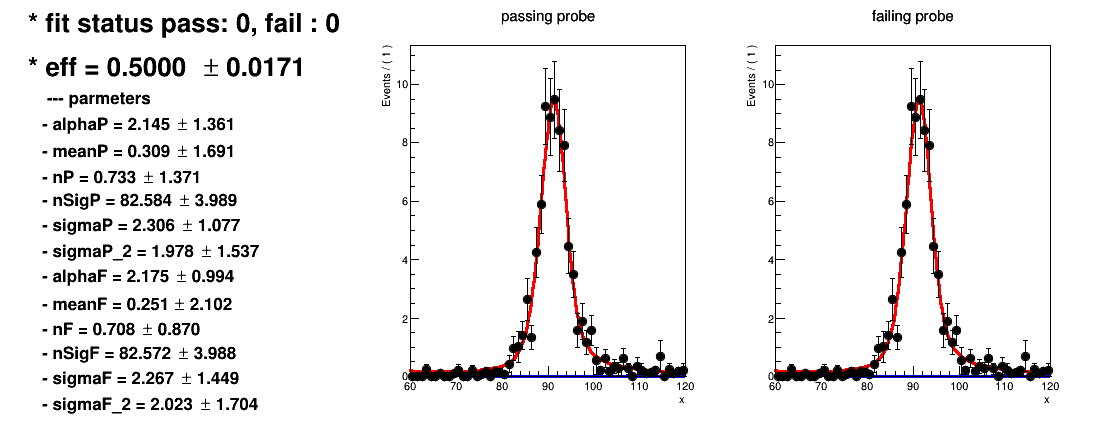 * fit status pass: 0, fail : 0
* eff = 0.5000 ± 0.0171
--- parmeters
- alphaP = 2.145 ± 1.361
- meanP = 0.309 ± 1.691
- nP = 0.733 ± 1.371
- nSigP = 82.584 ± 3.989
- sigmaP = 2.306 ± 1.077
- sigmaP_2 = 1.978 ± 1.537
- alphaF = 2.175 ± 0.994
- meanF = 0.251 ± 2.102
- nF = 0.708 ± 0.870
- nSigF = 82.572 ± 3.988
- sigmaF = 2.267 ± 1.449
- sigmaF_2 = 2.023 ± 1.704
passing probe
Events / ( 1 )
10
8
6
4
2
0
60 70 80 90 100 110 120
x
failing probe
Events / ( 1 )
10
8
6
4
2
0
60 70 80 90 100 110 120
x